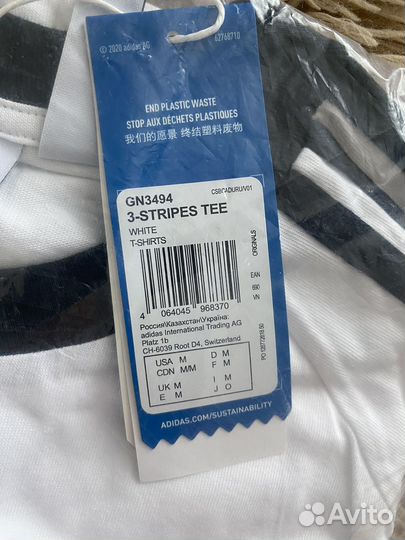 © 2020 adidas AG
62768710
END PLASTIC WASTE
STOP AUX DÉCHETS PLASTIQUES
我们的愿景 终结塑料废物
GN3494
3-STRIPES TEE
WHITE
T-SHIRTS
ORIGINALS
EAN
690
VN
4 064045 968370
Россия\Казахстан\Україна:
adidas International Trading AG
Platz 1b
CH-6039 Root D4, Switzerland
USA M D M
CDN M/M F M
UK M I M
E M J O
ADIDAS.COM/SUSTAINABILITY
Avito